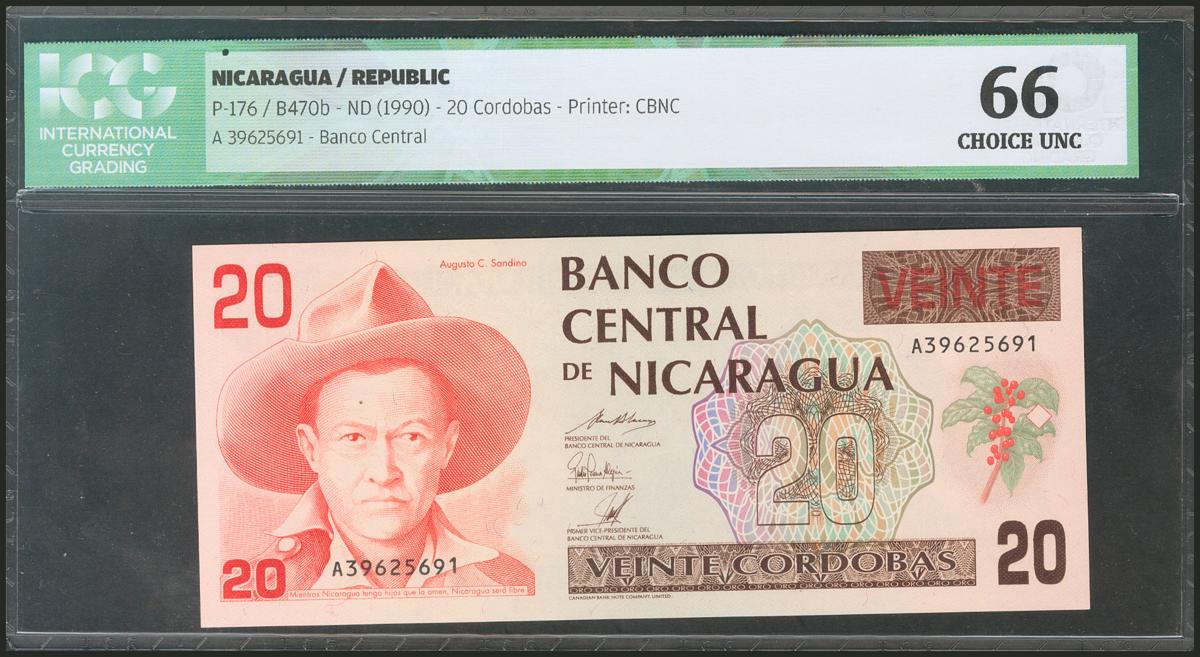 ICG
INTERNATIONAL
CURRENCY
GRADING
NICARAGUA / REPUBLIC
P-176 / B470b - ND (1990) - 20 Cordobas - Printer: CBNC
A 39625691 - Banco Central
66
CHOICE UNC
20
Augusto C. Sandino
BANCO
CENTRAL
DE NICARAGUA
VEINTE
A39625691
20
PRESIDENTE DEL
BANCO CENTRAL DE NICARAGUA
MINISTRO DE FINANZAS
PRIMER VICE-PRESIDENTE DEL
BANCO CENTRAL DE NICARAGUA
20
A39625691
Mientras Nicaragua tenga hijos que la amen, Nicaragua será libre
VEINTE CORDOBAS
CANADIAN BANK NOTE COMPANY, LIMITED
20